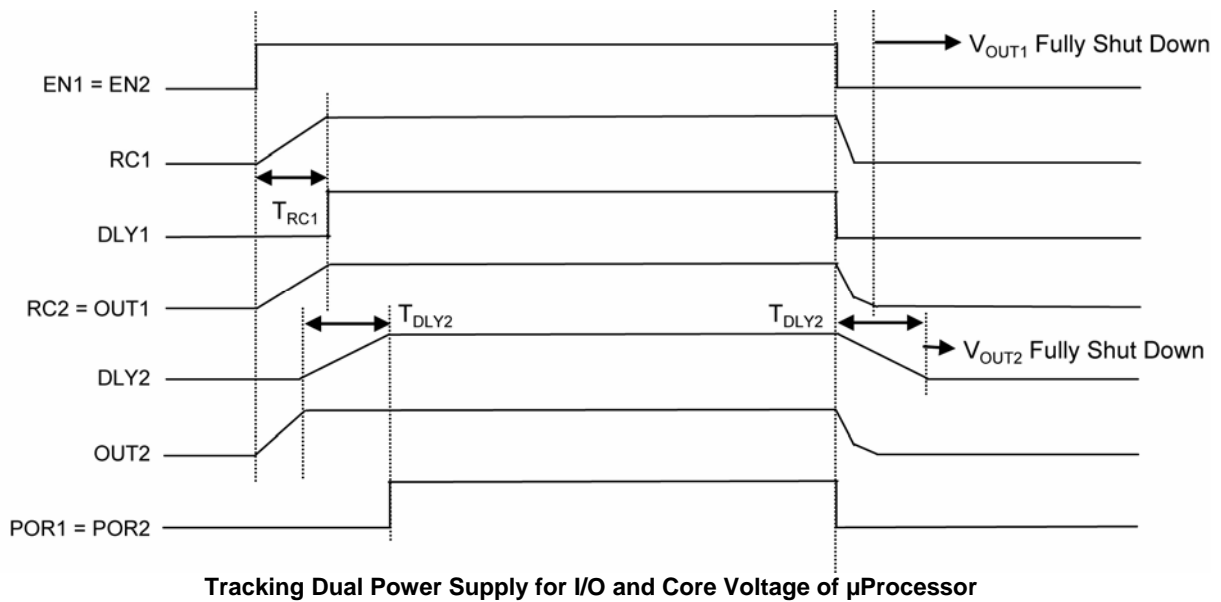 V_OUT1 Fully Shut Down
EN1 = EN2
RC1
T_RC1
DLY1
RC2 = OUT1
T_DLY2
T_DLY2
V_OUT2 Fully Shut Down
DLY2
OUT2
POR1 = POR2
Tracking Dual Power Supply for I/O and Core Voltage of µProcessor